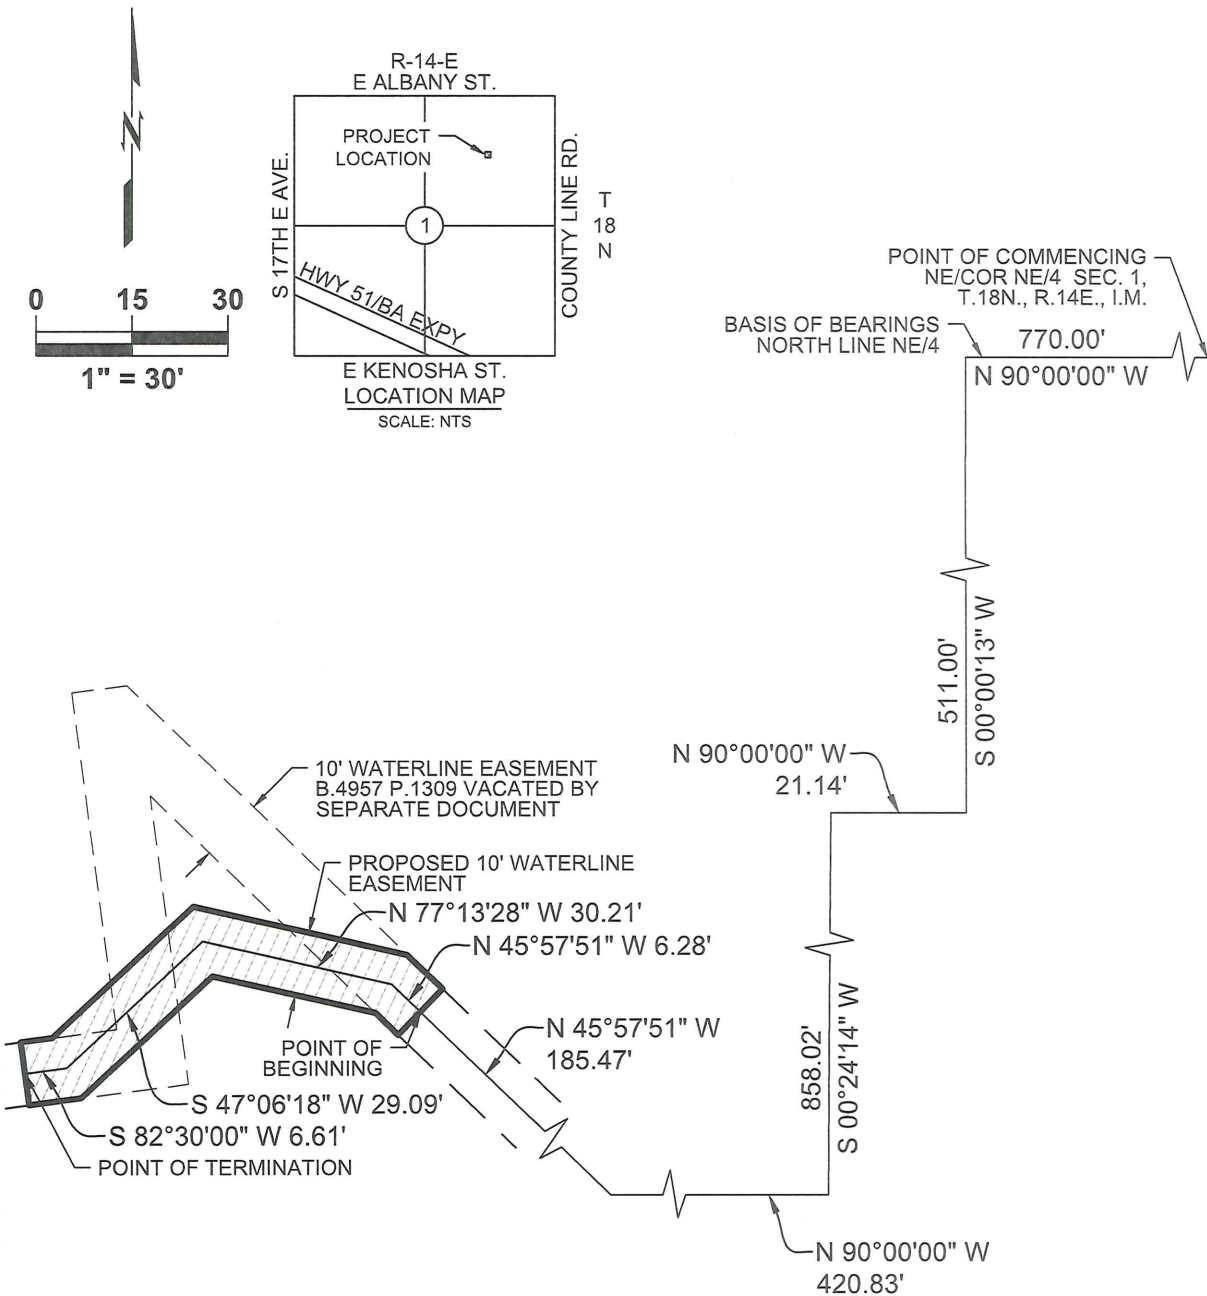 R-14-E
E ALBANY ST.
PROJECT
LOCATION
S 17TH E AVE.
COUNTY LINE RD.
T
18
N
1
HWY 51/BA EXPY
E KENOSHA ST.
LOCATION MAP
SCALE: NTS
N
0 15 30
1" = 30'
POINT OF COMMENCING
NE/COR NE/4 SEC. 1,
T.18N., R.14E., I.M.
BASIS OF BEARINGS
NORTH LINE NE/4
770.00'
N 90°00'00" W
511.00'
S 00°00'13" W
N 90°00'00" W
21.14'
858.02'
S 00°24'14" W
N 90°00'00" W
420.83'
10' WATERLINE EASEMENT
B.4957 P.1309 VACATED BY
SEPARATE DOCUMENT
PROPOSED 10' WATERLINE
EASEMENT
N 77°13'28" W 30.21'
N 45°57'51" W 6.28'
N 45°57'51" W
185.47'
POINT OF
BEGINNING
S 47°06'18" W 29.09'
S 82°30'00" W 6.61'
POINT OF TERMINATION